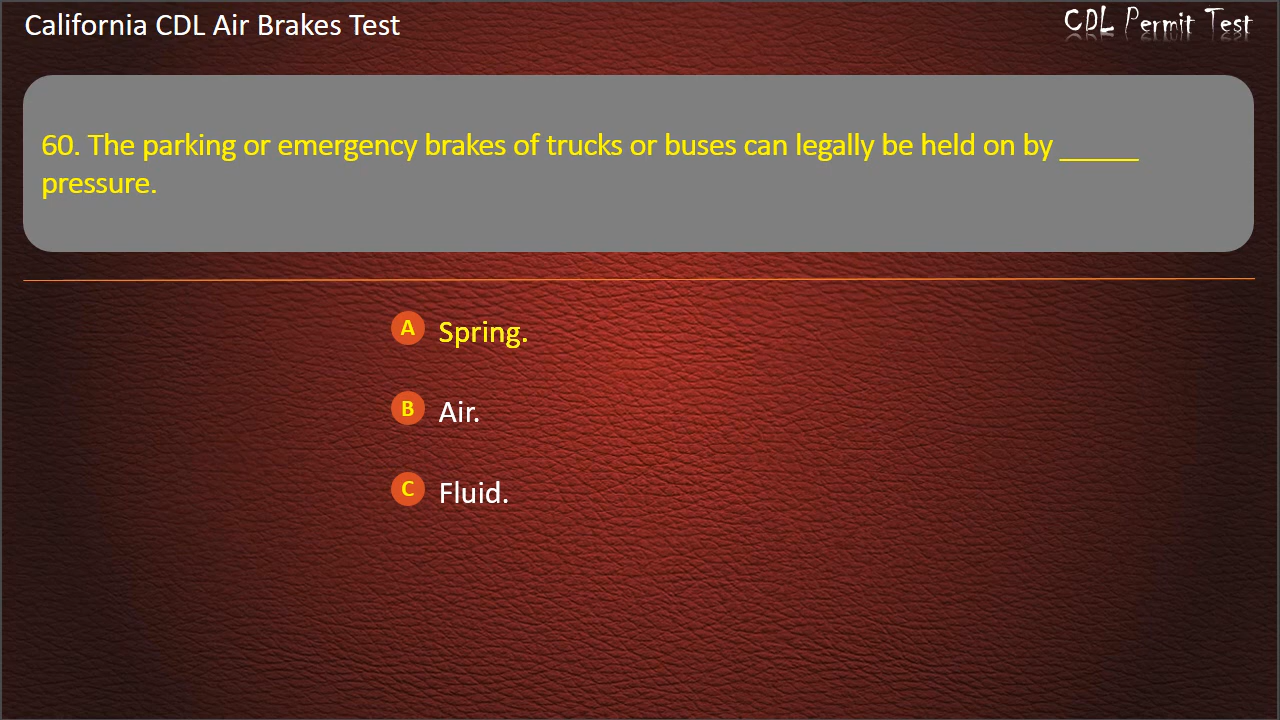 California CDL Air Brakes Test
CDL Permit Test
60. The parking or emergency brakes of trucks or buses can legally be held on by _____
pressure.
A Spring.
B Air.
C Fluid.